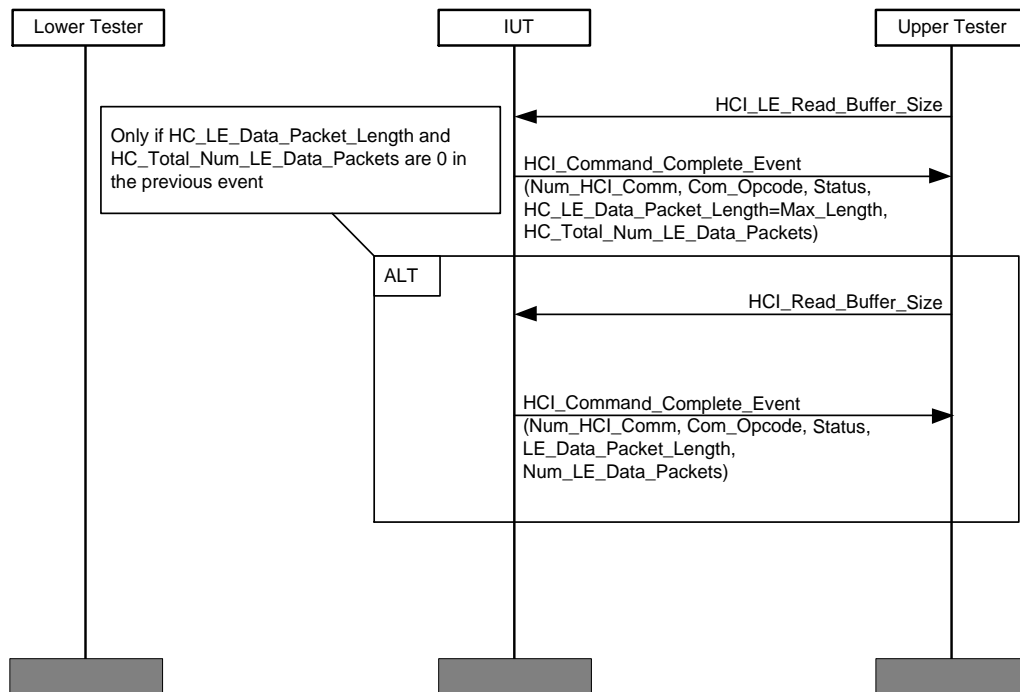 Lower Tester
IUT
Upper Tester
HCI_LE_Read_Buffer_Size
Only if HC_LE_Data_Packet_Length and
HC_Total_Num_LE_Data_Packets are 0 in
the previous event
HCI_Command_Complete_Event
(Num_HCI_Comm, Com_Opcode, Status,
HC_LE_Data_Packet_Length=Max_Length,
HC_Total_Num_LE_Data_Packets)
ALT
HCI_Read_Buffer_Size
HCI_Command_Complete_Event
(Num_HCI_Comm, Com_Opcode, Status,
LE_Data_Packet_Length,
Num_LE_Data_Packets)